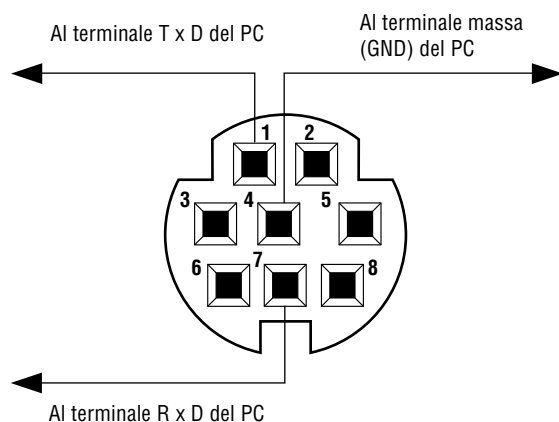 Al terminale T x D del PC
Al terminale massa
(GND) del PC
1 2
3 4 5
6 7 8
Al terminale R x D del PC